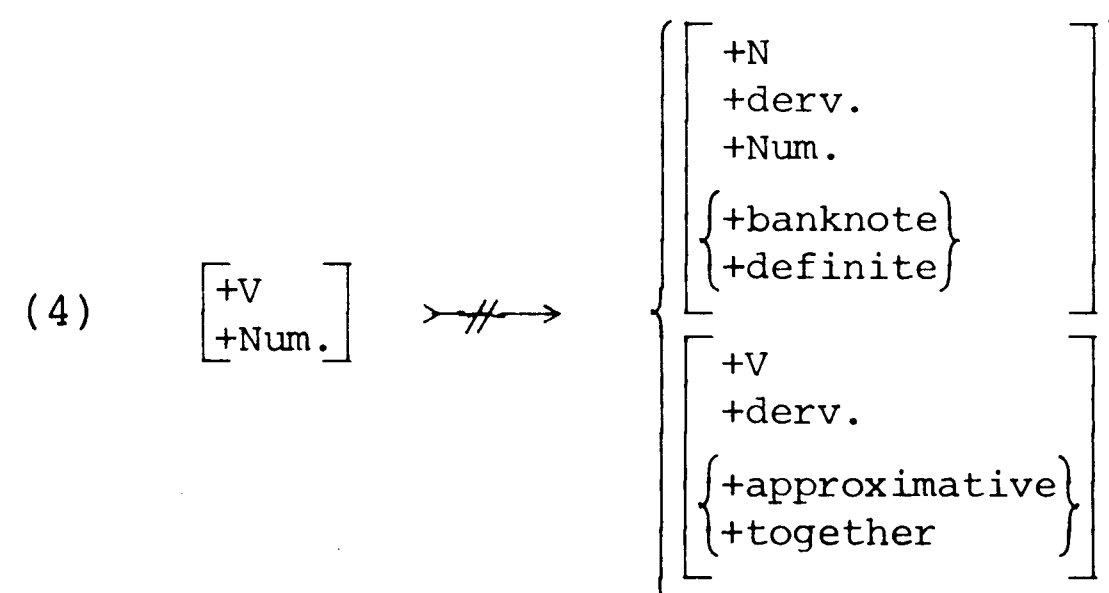 +N
+derv.
+Num.
+banknote
+definite
(4) +V
+Num.
+V
+derv.
+approximative
+together